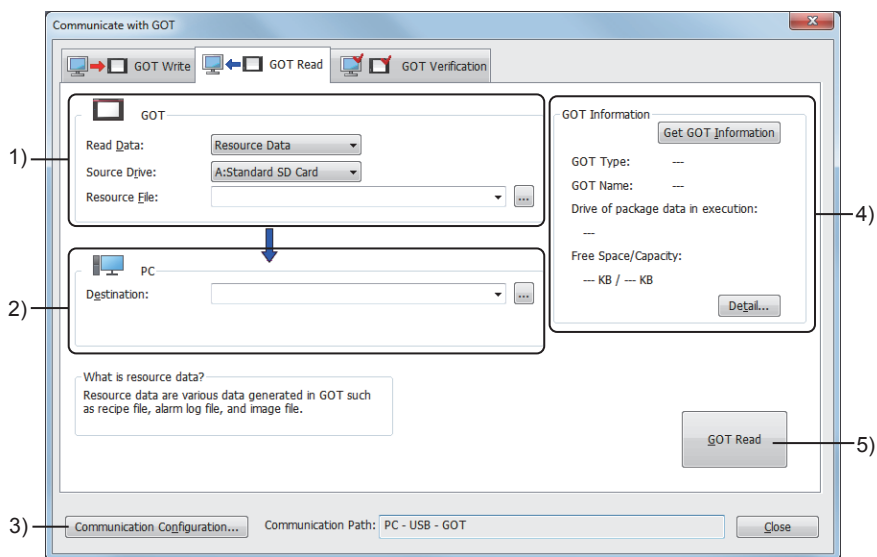 Communicate with GOT
GOT Write
GOT Read
GOT Verification
1)
GOT
Read Data:
Resource Data
Source Drive:
A:Standard SD Card
Resource File:
...
2)
PC
Destination:
...
GOT Information
Get GOT Information
GOT Type: ---
GOT Name: ---
Drive of package data in execution:
---
Free Space/Capacity:
--- KB / --- KB
Detail...
4)
What is resource data?
Resource data are various data generated in GOT such
as recipe file, alarm log file, and image file.
GOT Read
5)
3)
Communication Configuration...
Communication Path: PC - USB - GOT
Close